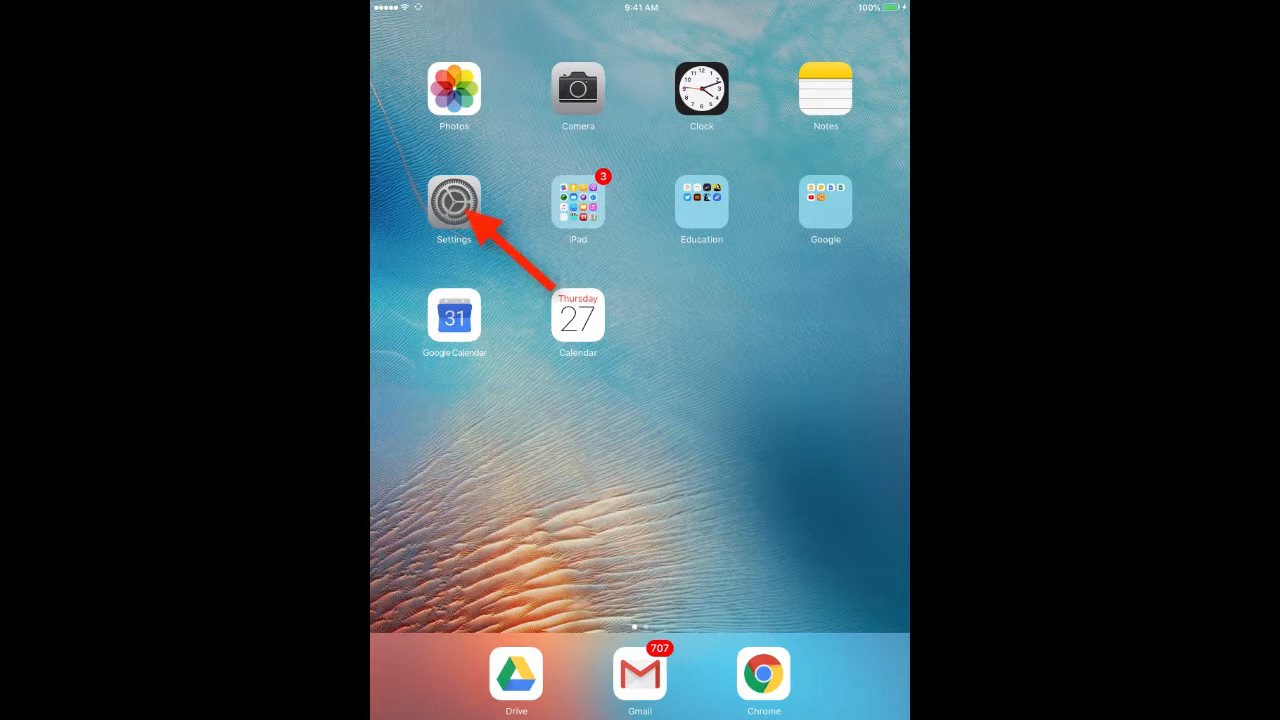 9:41 AM
100%
Photos
Camera
Clock
Notes
3
Settings
iPad
Education
Google
31
Thursday
27
Google Calendar
Calendar
707
Drive
Gmail
Chrome